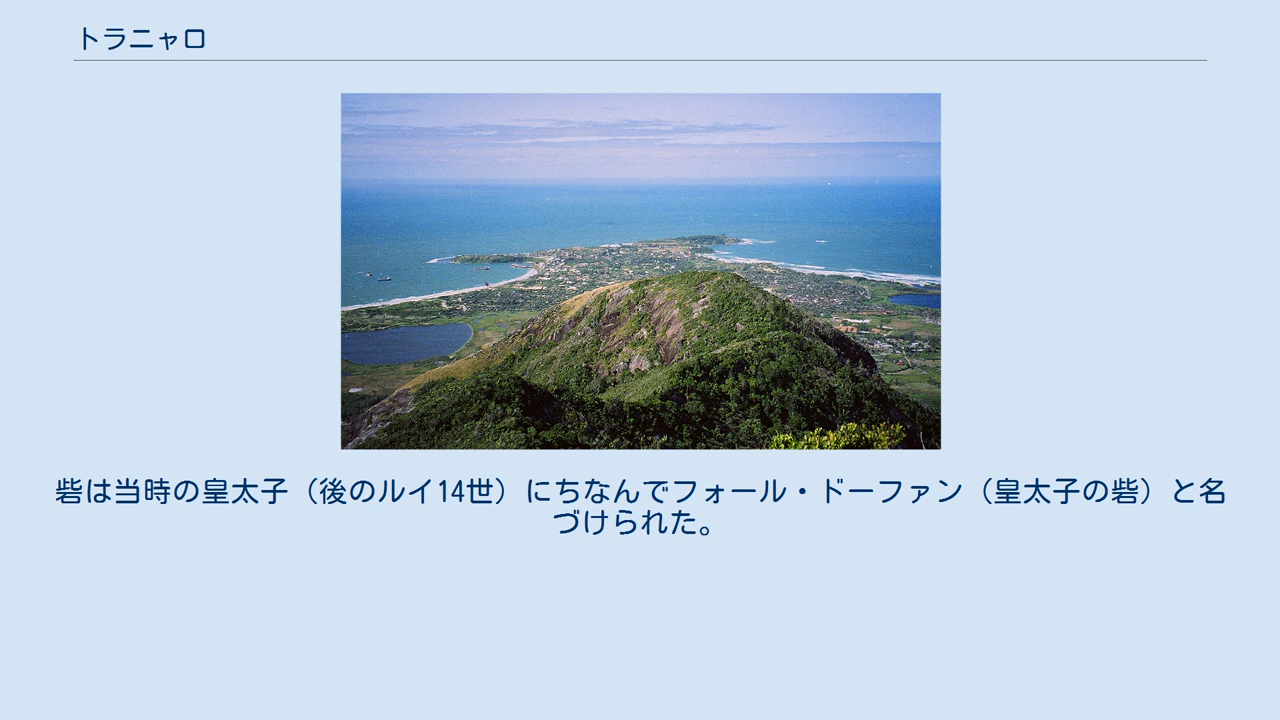 トラニャロ
砦は当時の皇太子（後のルイ14世）にちなんでフォール・ドーファン（皇太子の砦）と名
づけられた。